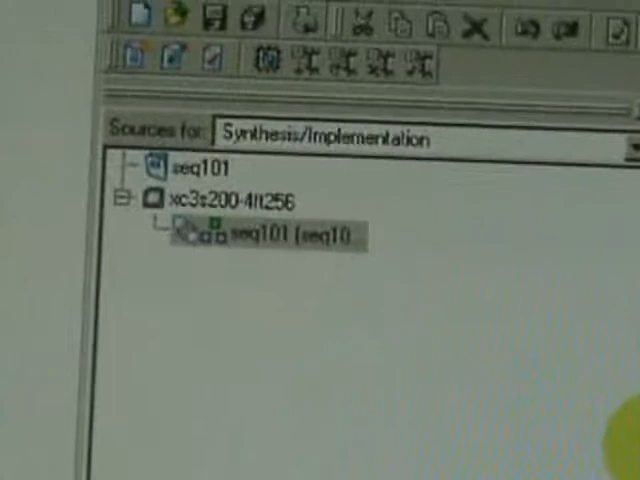 Sources for: Synthesis/Implementation
seq101
xc3s200-4ft256
seq101 (seq10